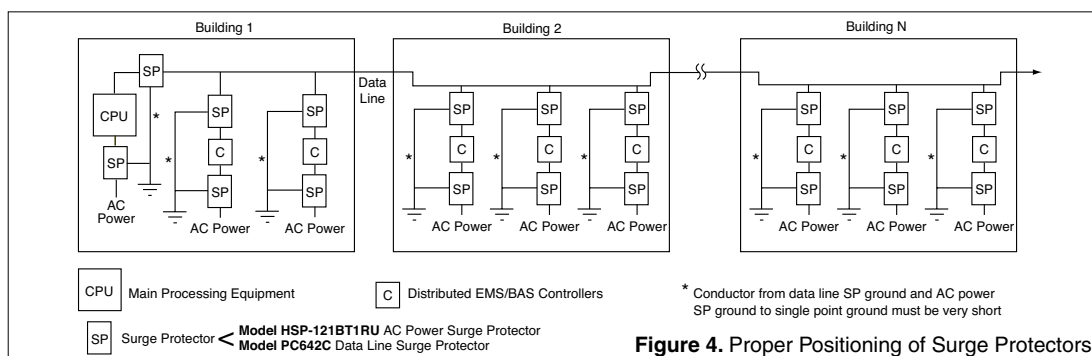 Building 1
Building 2
Building N
SP
Data
Line
CPU
*
SP
AC
Power
SP
C
SP
*
AC Power
SP
C
SP
*
AC Power
SP
C
SP
*
AC Power
SP
C
SP
*
AC Power
SP
C
SP
*
AC Power
SP
C
SP
*
AC Power
SP
C
SP
*
AC Power
SP
C
SP
*
AC Power
CPU Main Processing Equipment
C Distributed EMS/BAS Controllers
* Conductor from data line SP ground and AC power
SP ground to single point ground must be very short
SP Surge Protector < Model HSP-121BT1RU AC Power Surge Protector
Model PC642C Data Line Surge Protector
Figure 4. Proper Positioning of Surge Protectors